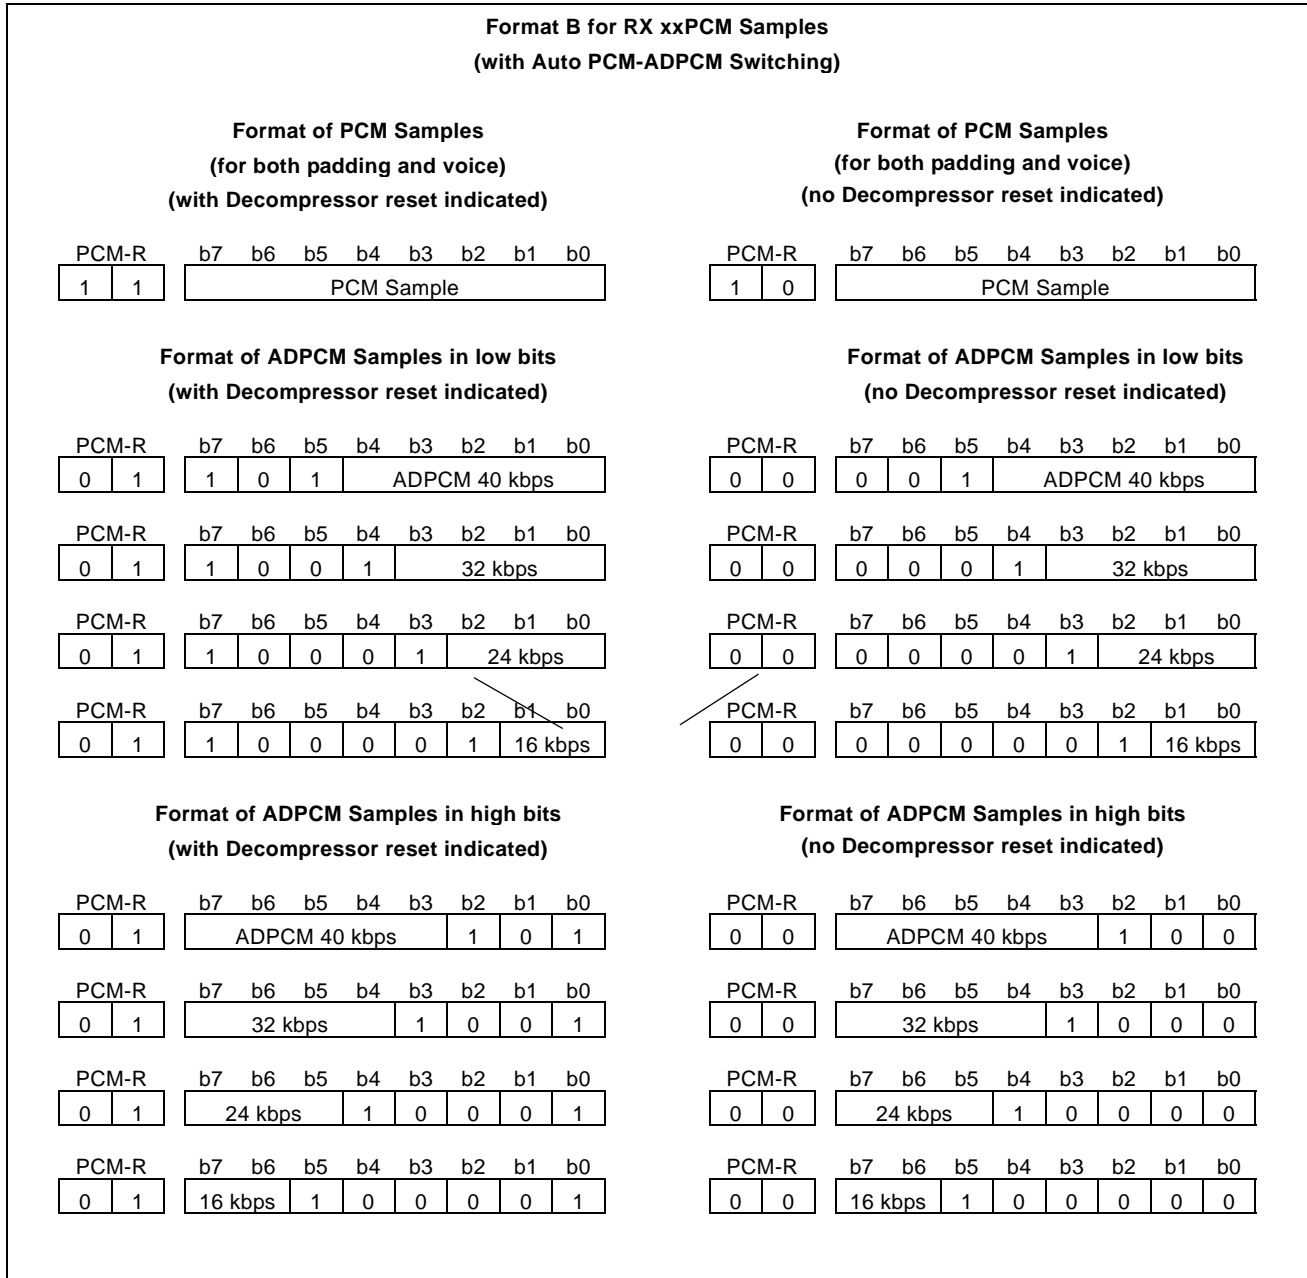 Format B for RX xxPCM Samples
(with Auto PCM-ADPCM Switching)
Format of PCM Samples
(for both padding and voice)
(with Decompressor reset indicated)
PCM-R b7 b6 b5 b4 b3 b2 b1 b0
1 1 PCM Sample
Format of PCM Samples
(for both padding and voice)
(no Decompressor reset indicated)
PCM-R b7 b6 b5 b4 b3 b2 b1 b0
1 0 PCM Sample
Format of ADPCM Samples in low bits
(with Decompressor reset indicated)
PCM-R b7 b6 b5 b4 b3 b2 b1 b0
0 1 1 0 1 ADPCM 40 kbps
PCM-R b7 b6 b5 b4 b3 b2 b1 b0
0 1 1 0 0 1 32 kbps
PCM-R b7 b6 b5 b4 b3 b2 b1 b0
0 1 1 0 0 0 1 24 kbps
PCM-R b7 b6 b5 b4 b3 b2 b1 b0
0 1 1 0 0 0 0 1 16 kbps
Format of ADPCM Samples in low bits
(no Decompressor reset indicated)
PCM-R b7 b6 b5 b4 b3 b2 b1 b0
0 0 0 0 1 ADPCM 40 kbps
PCM-R b7 b6 b5 b4 b3 b2 b1 b0
0 0 0 0 0 1 32 kbps
PCM-R b7 b6 b5 b4 b3 b2 b1 b0
0 0 0 0 0 0 1 24 kbps
PCM-R b7 b6 b5 b4 b3 b2 b1 b0
0 0 0 0 0 0 0 1 16 kbps
Format of ADPCM Samples in high bits
(with Decompressor reset indicated)
PCM-R b7 b6 b5 b4 b3 b2 b1 b0
0 1 ADPCM 40 kbps 1 0 1
PCM-R b7 b6 b5 b4 b3 b2 b1 b0
0 1 32 kbps 1 0 0 1
PCM-R b7 b6 b5 b4 b3 b2 b1 b0
0 1 24 kbps 1 0 0 0 1
PCM-R b7 b6 b5 b4 b3 b2 b1 b0
0 1 16 kbps 1 0 0 0 0 1
Format of ADPCM Samples in high bits
(no Decompressor reset indicated)
PCM-R b7 b6 b5 b4 b3 b2 b1 b0
0 0 ADPCM 40 kbps 1 0 0
PCM-R b7 b6 b5 b4 b3 b2 b1 b0
0 0 32 kbps 1 0 0 0
PCM-R b7 b6 b5 b4 b3 b2 b1 b0
0 0 24 kbps 1 0 0 0 0
PCM-R b7 b6 b5 b4 b3 b2 b1 b0
0 0 16 kbps 1 0 0 0 0 0